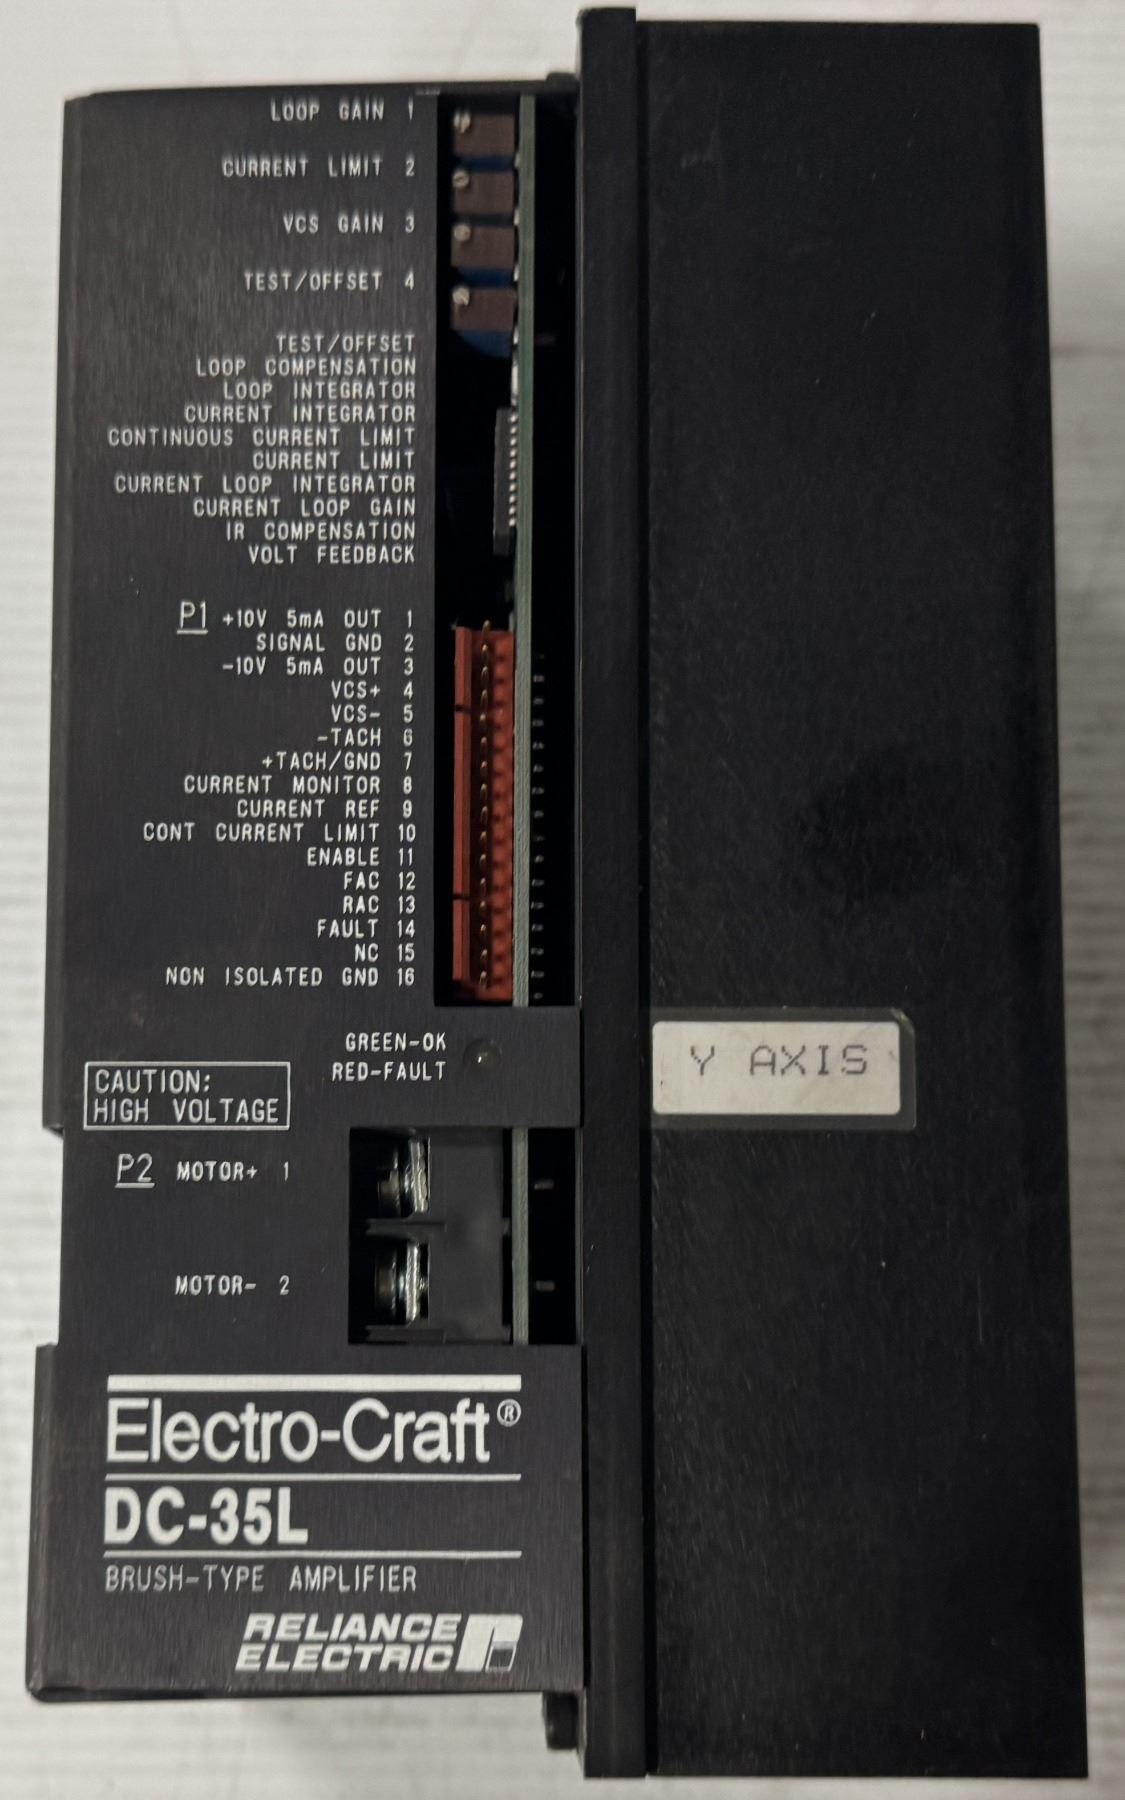 LOOP GAIN 1
CURRENT LIMIT 2
VCS GAIN 3
TEST/OFFSET 4
TEST/OFFSET
LOOP COMPENSATION
LOOP INTEGRATOR
CURRENT INTEGRATOR
CONTINUOUS CURRENT LIMIT
CURRENT LIMIT
CURRENT LOOP INTEGRATOR
CURRENT LOOP GAIN
IR COMPENSATION
VOLT FEEDBACK
P1 +10V 5mA OUT 1
SIGNAL GND 2
-10V 5mA OUT 3
VCS+ 4
VCS- 5
-TACH 6
+TACH/GND 7
CURRENT MONITOR 8
CURRENT REF 9
CONT CURRENT LIMIT 10
ENABLE 11
FAC 12
RAC 13
FAULT 14
NC 15
NON ISOLATED GND 16
GREEN-OK
RED-FAULT
CAUTION:
HIGH VOLTAGE
Y AXIS
P2 MOTOR+ 1
MOTOR- 2
Electro-Craft®
DC-35L
BRUSH-TYPE AMPLIFIER
RELIANCE
ELECTRIC